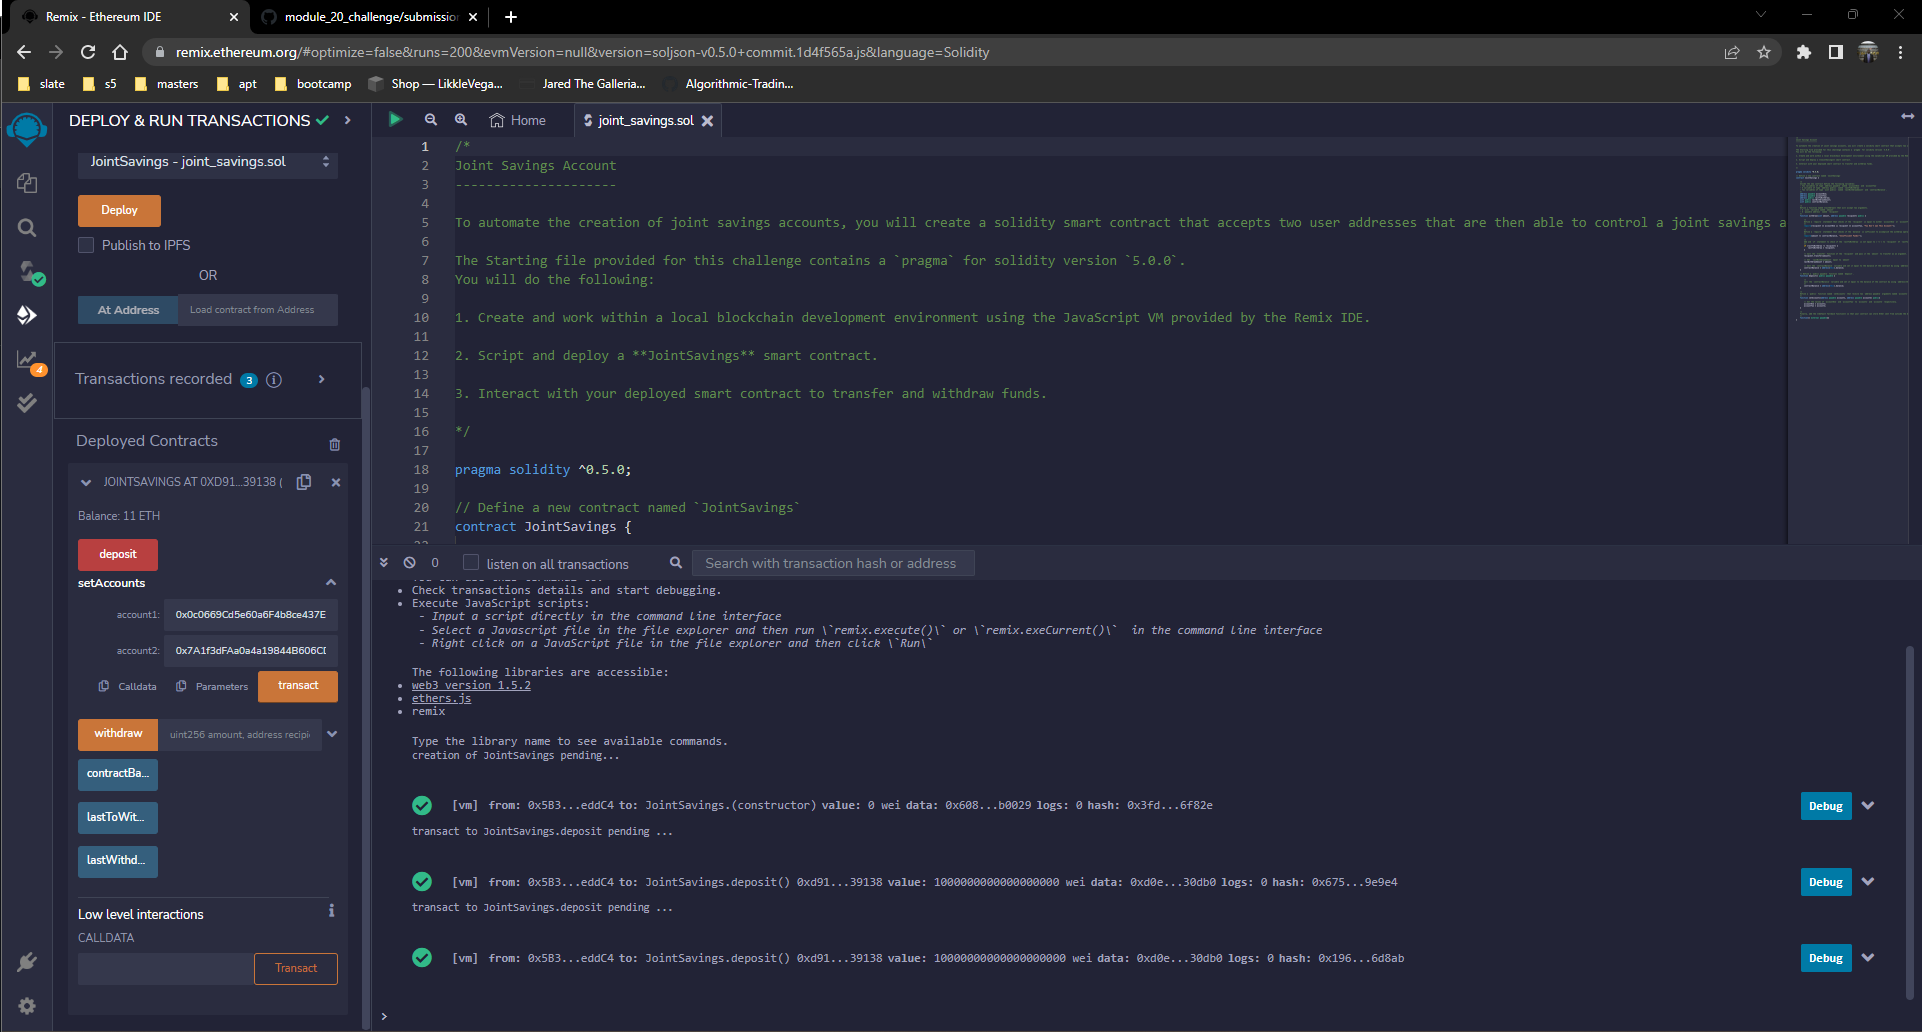 Remix - Ethereum IDE
module_20_challenge/submission
remix.ethereum.org/#optimize=false&runs=200&evmVersion=null&version=soljson-v0.5.0+commit.1d4f565a.js&language=Solidity
slate s5 masters apt bootcamp Shop — LikkleVega... Jared The Galleria... Algorithmic-Tradin...
DEPLOY & RUN TRANSACTIONS
JointSavings - joint_savings.sol
Deploy
Publish to IPFS
OR
At Address Load contract from Address
4
Transactions recorded 3 i
Deployed Contracts
JOINTSAVINGS AT 0XD91...39138 (
Balance: 11 ETH
deposit
setAccounts
account1: 0x0c0669Cd5e60a6F4b8ce437E
account2: 0x7A1f3dFAa0a4a19844B606CD
Calldata Parameters transact
withdraw uint256 amount, address recipi
contractBa...
lastToWit...
lastWithd...
Low level interactions i
CALLDATA
Transact
Home joint_savings.sol
1 /*
2 Joint Savings Account
3 ---------------------
4
5 To automate the creation of joint savings accounts, you will create a solidity smart contract that accepts two user addresses that are then able to control a joint savings a
6
7 The Starting file provided for this challenge contains a `pragma` for solidity version `5.0.0`.
8 You will do the following:
9
10 1. Create and work within a local blockchain development environment using the JavaScript VM provided by the Remix IDE.
11
12 2. Script and deploy a **JointSavings** smart contract.
13
14 3. Interact with your deployed smart contract to transfer and withdraw funds.
15
16 */
17
18 pragma solidity ^0.5.0;
19
20 // Define a new contract named `JointSavings`
21 contract JointSavings {
0 listen on all transactions Search with transaction hash or address
You can use this terminal to:
• Check transactions details and start debugging.
• Execute JavaScript scripts:
- Input a script directly in the command line interface
- Select a Javascript file in the file explorer and then run \`remix.execute()\` or \`remix.exeCurrent()\` in the command line interface
- Right click on a JavaScript file in the file explorer and then click \`Run\`
The following libraries are accessible:
• web3 version 1.5.2
• ethers.js
• remix
Type the library name to see available commands.
creation of JointSavings pending...
[vm] from: 0x5B3...eddC4 to: JointSavings.(constructor) value: 0 wei data: 0x608...b0029 logs: 0 hash: 0x3fd...6f82e Debug
transact to JointSavings.deposit pending ...
[vm] from: 0x5B3...eddC4 to: JointSavings.deposit() 0xd91...39138 value: 1000000000000000000 wei data: 0xd0e...30db0 logs: 0 hash: 0x675...9e9e4 Debug
transact to JointSavings.deposit pending ...
[vm] from: 0x5B3...eddC4 to: JointSavings.deposit() 0xd91...39138 value: 10000000000000000000 wei data: 0xd0e...30db0 logs: 0 hash: 0x196...6d8ab Debug
>